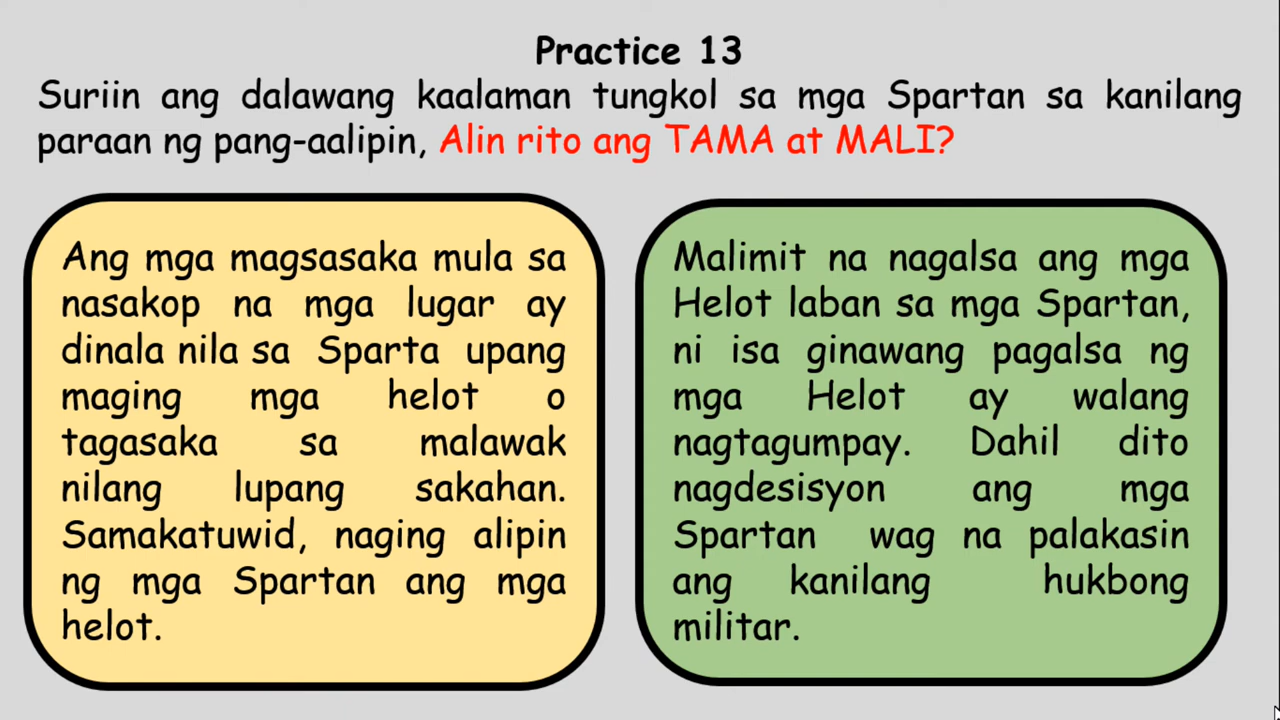 Practice 13
Suriin ang dalawang kaalaman tungkol sa mga Spartan sa kanilang
paraan ng pang-aalipin, Alin rito ang TAMA at MALI?
Ang mga magsasaka mula sa
nasakop na mga lugar ay
dinala nila sa Sparta upang
maging mga helot o
tagasaka sa malawak
nilang lupang sakahan.
Samakatuwid, naging alipin
ng mga Spartan ang mga
helot.
Malimit na nagalsa ang mga
Helot laban sa mga Spartan,
ni isa ginawang pagalsa ng
mga Helot ay walang
nagtagumpay. Dahil dito
nagdesisyon ang mga
Spartan wag na palakasin
ang kanilang hukbong
militar.